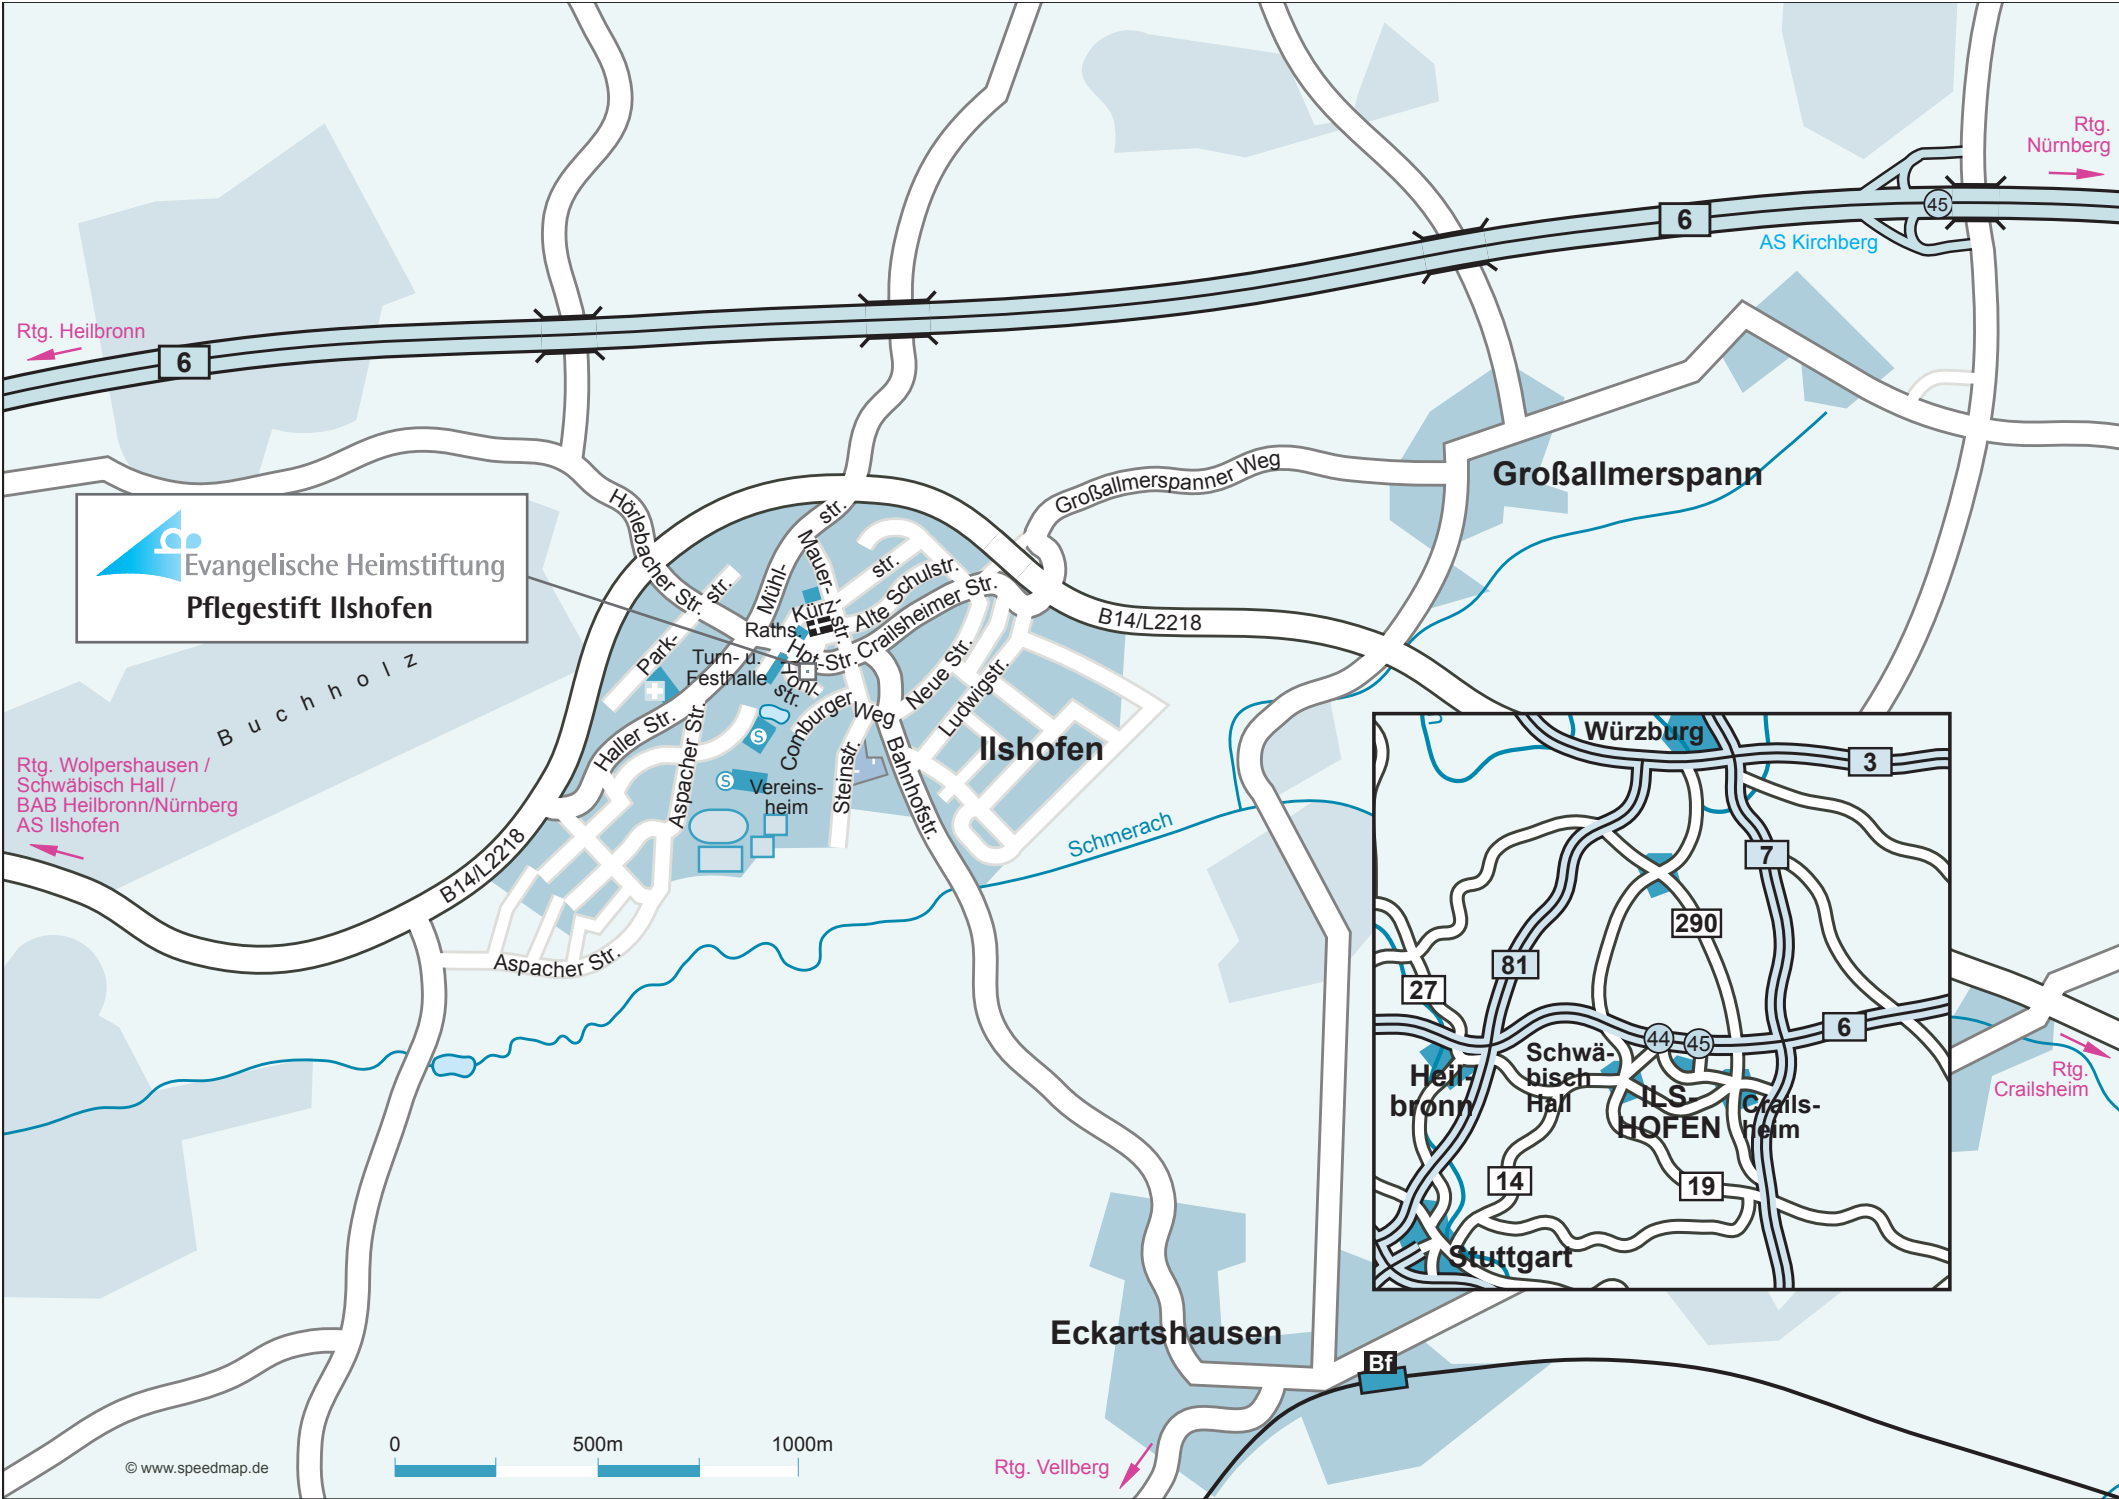 Rtg.
Nürnberg
45
6
AS Kirchberg
Rtg. Heilbronn
6
Großallmerspanner Weg
Großallmerspann
Evangelische Heimstiftung
Pflegestift Ilshofen
Hörlebacher Str.
Mühl-
str.
Mauer-
str.
Kürz-
str.
Alte Schulstr.
Crailsheimer Str.
Raths.
Hpt.-Str.
Park-
str.
Turn- u.
Festhalle
str.
B14/L2218
Neue Str.
Ludwigstr.
Comburger
Weg
Haller Str.
Aspacher Str.
S
S
Vereins-
heim
Steinstr.
Bahnhofstr.
Ilshofen
Buchholz
Rtg. Wolpershausen /
Schwäbisch Hall /
BAB Heilbronn/Nürnberg
AS Ilshofen
B14/L2218
Schmerach
Aspacher Str.
Würzburg
3
7
290
81
27
6
44
45
Schwä-
bisch
Hall
Heil-
bronn
ILS-
HOFEN
Crails-
heim
14
19
Stuttgart
Rtg.
Crailsheim
Eckartshausen
Bf
Rtg. Vellberg
0
500m
1000m
© www.speedmap.de